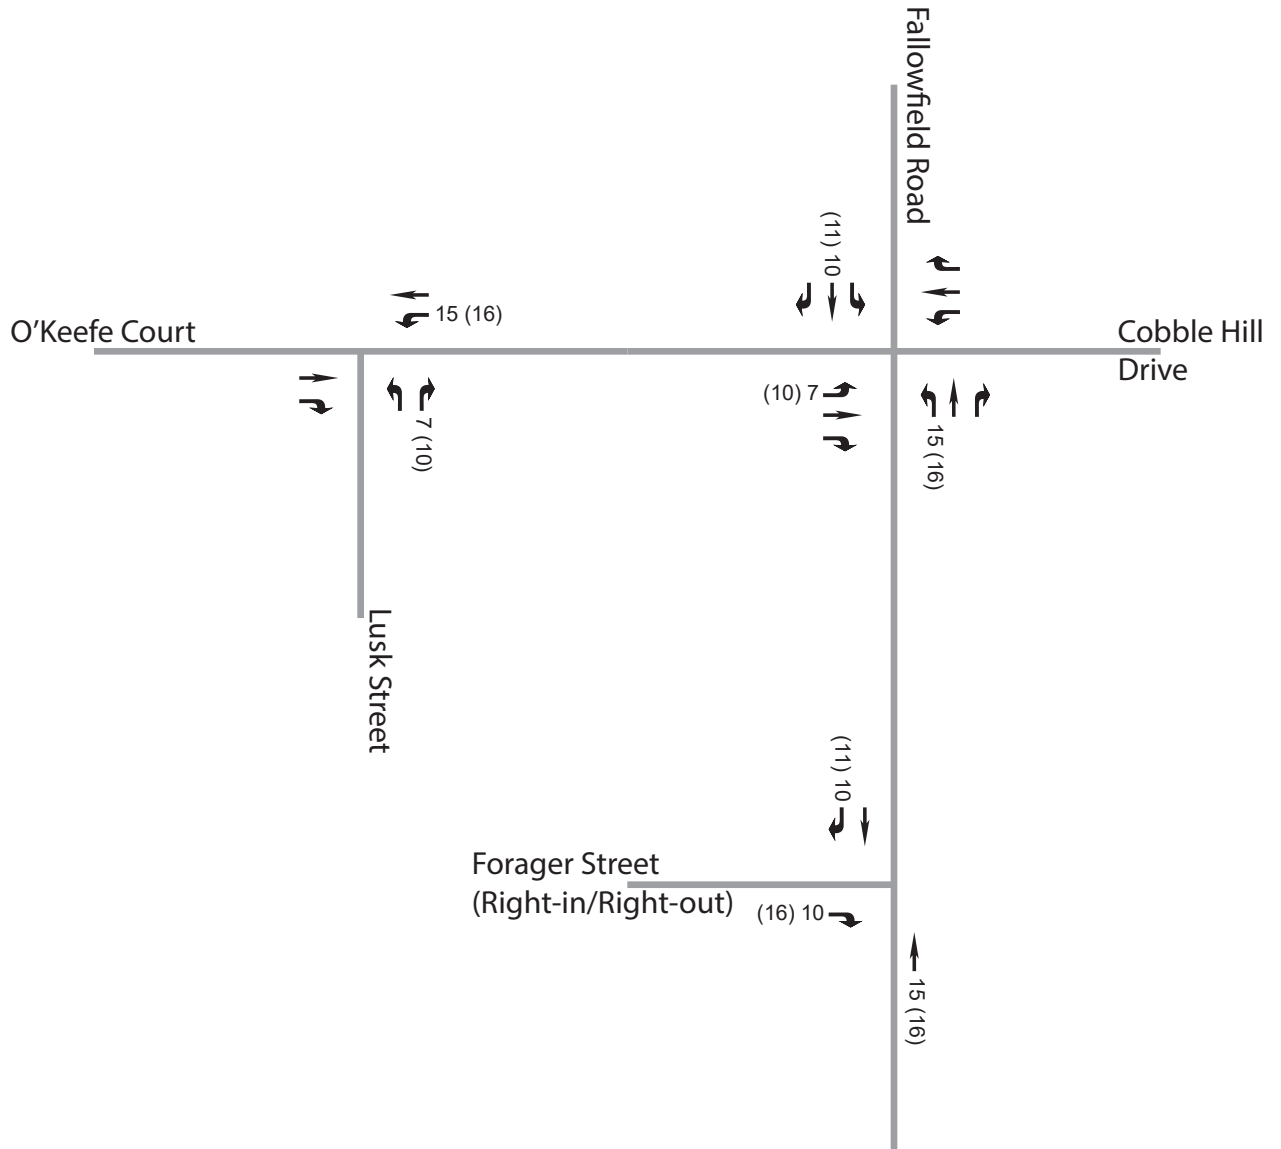 Fallowfield Road
(11) 10
15 (16)
O'Keefe Court
Cobble Hill
Drive
(10) 7
7 (10)
15 (16)
Lusk Street
(11) 10
Forager Street
(Right-in/Right-out)
(16) 10
15 (16)